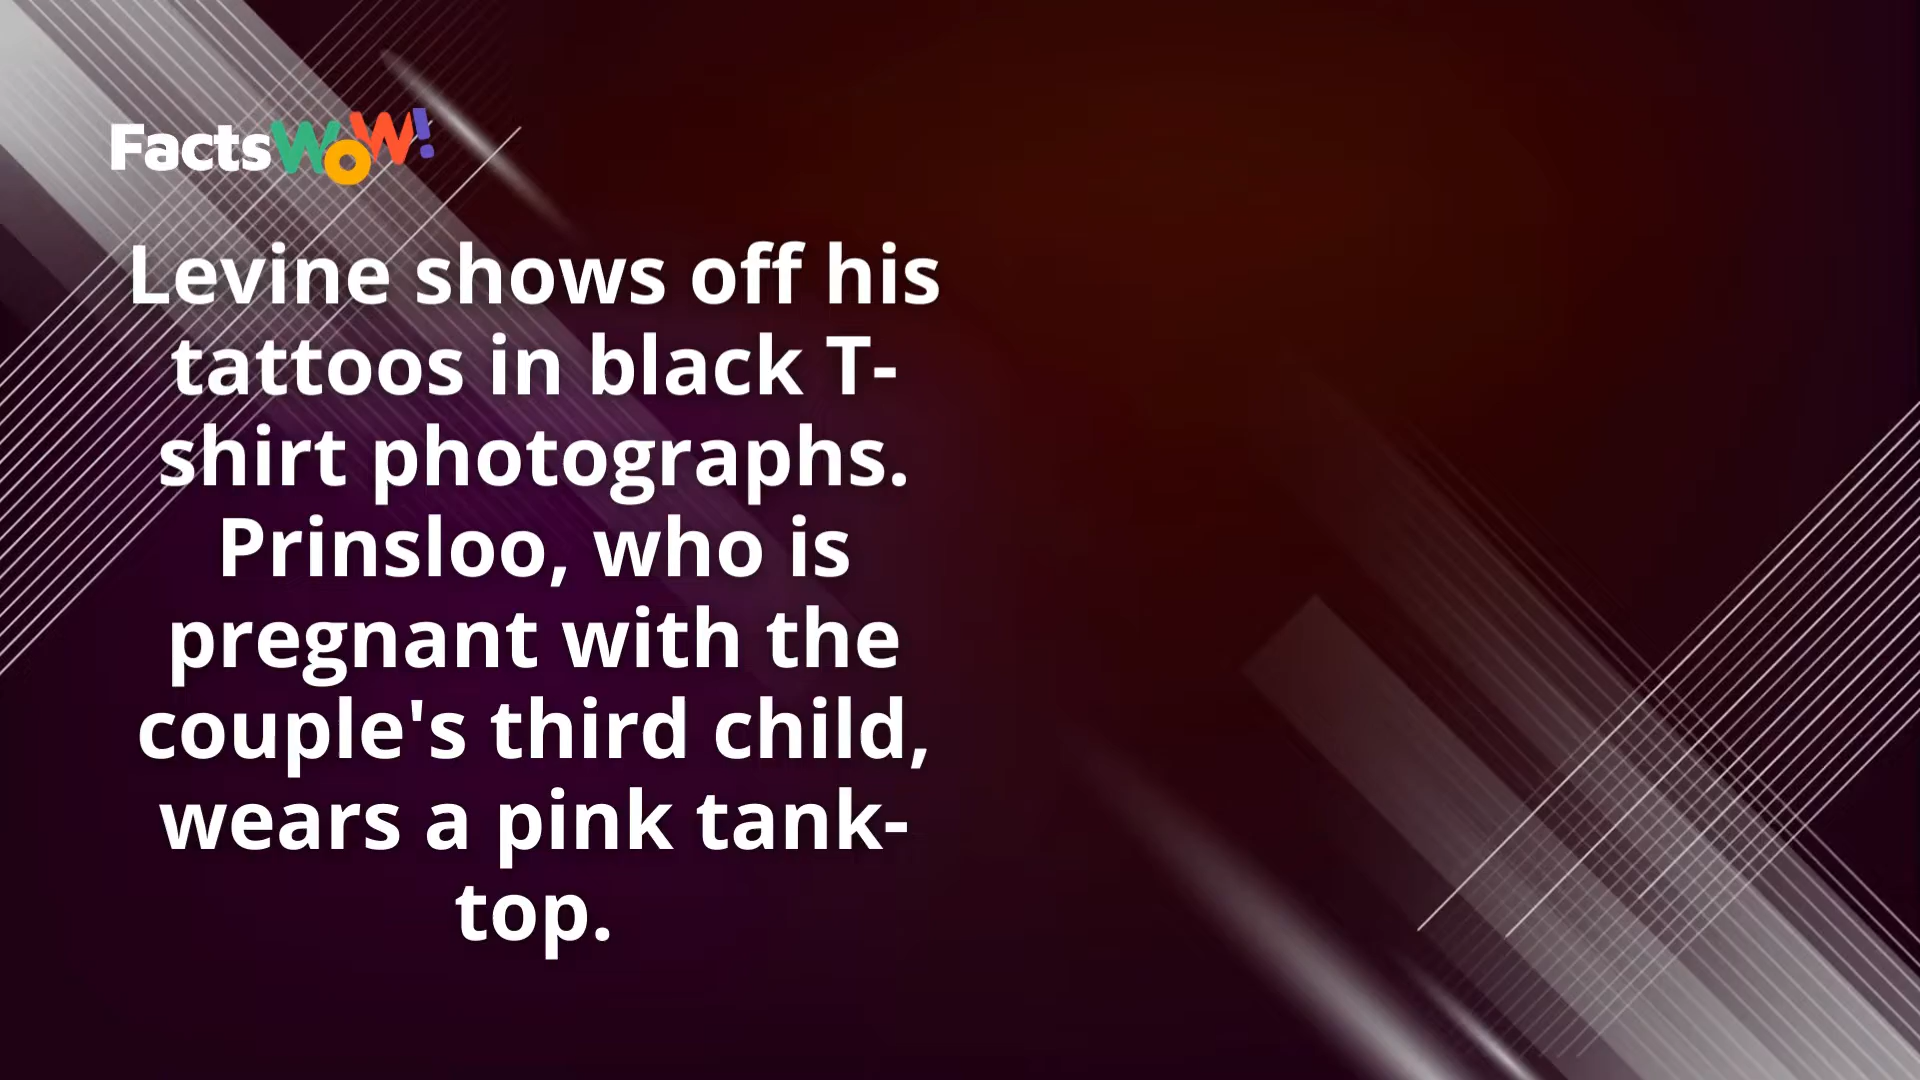 FactsWOW!
Levine shows off his
tattoos in black T-
shirt photographs.
Prinsloo, who is
pregnant with the
couple's third child,
wears a pink tank-
top.